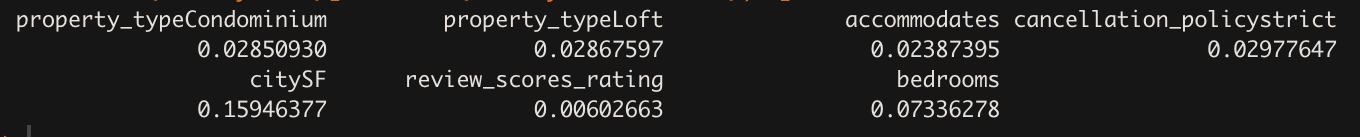 property_typeCondominium property_typeLoft accommodates cancellation_policystrict
0.02850930 0.02867597 0.02387395 0.02977647
citySF review_scores_rating bedrooms
0.15946377 0.00602663 0.07336278